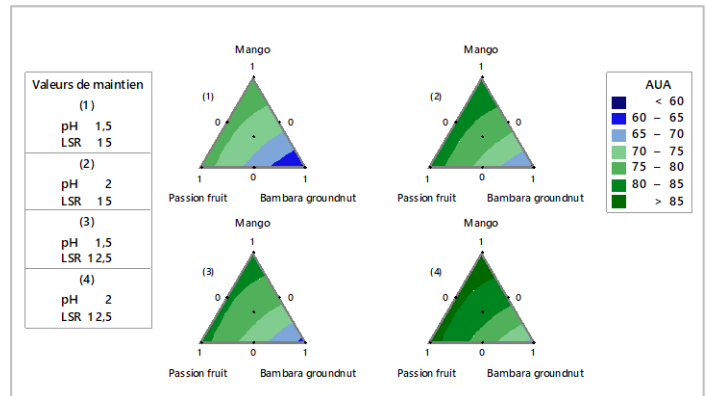 Valeurs de maintien
(1)
pH 1,5
LSR 15
(2)
pH 2
LSR 15
(3)
pH 1,5
LSR 12,5
(4)
pH 2
LSR 12,5
Mango
1
(1)
0 0
1 0 1
Passion fruit Bambara groundnut
Mango
1
(2)
0 0
1 0 1
Passion fruit Bambara groundnut
Mango
1
(3)
0 0
1 0 1
Passion fruit Bambara groundnut
Mango
1
(4)
0 0
1 0 1
Passion fruit Bambara groundnut
AUA
< 60
60 – 65
65 – 70
70 – 75
75 – 80
80 – 85
> 85